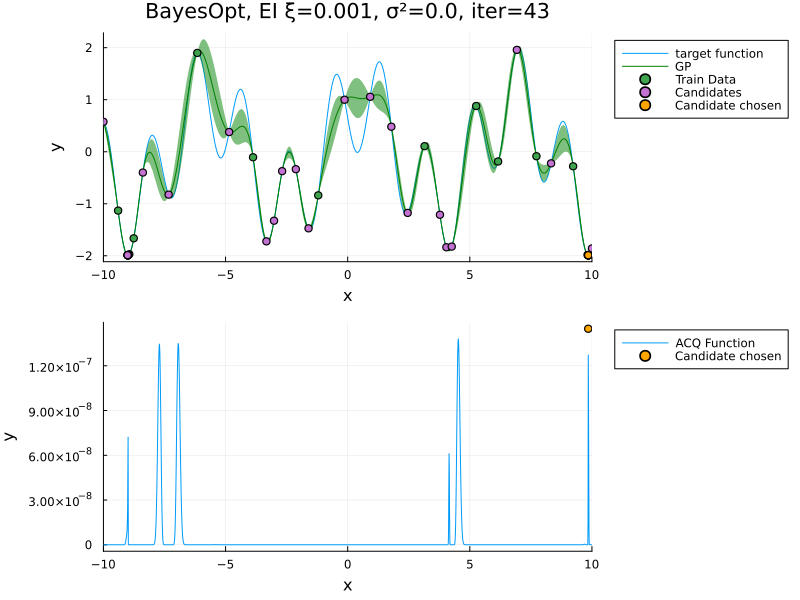 BayesOpt, EI ξ=0.001, σ²=0.0, iter=43
2
1
0
−1
−2
y
−10
−5
0
5
10
x
target function
GP
Train Data
Candidates
Candidate chosen
1.20×10⁻⁷
9.00×10⁻⁸
6.00×10⁻⁸
3.00×10⁻⁸
0
y
−10
−5
0
5
10
x
ACQ Function
Candidate chosen